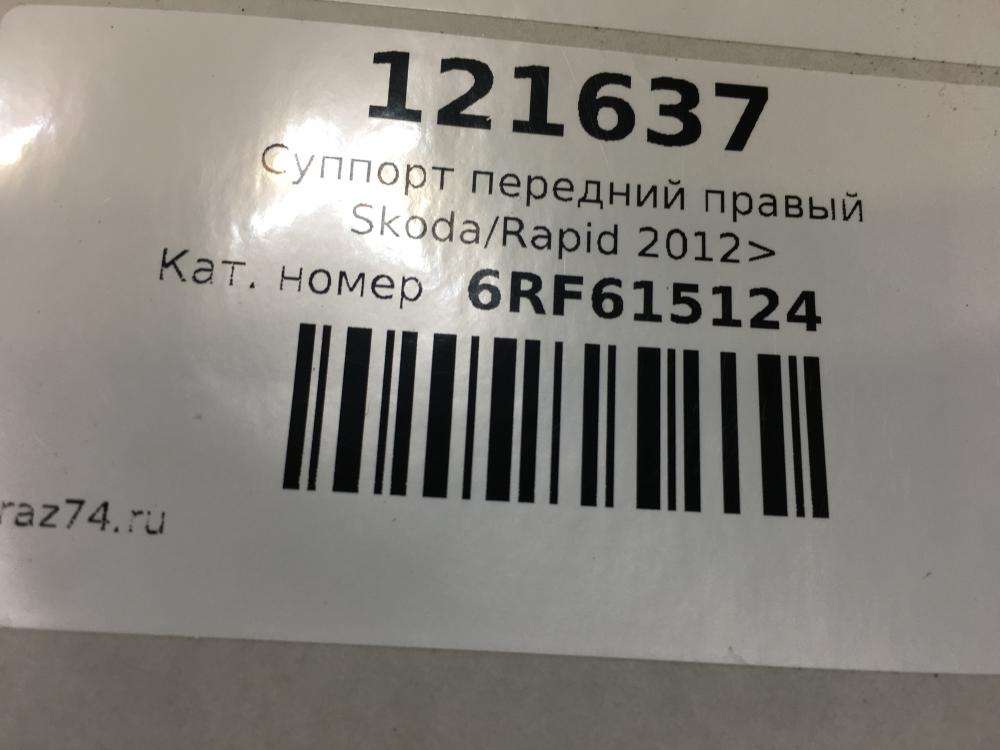 121637
Суппорт передний правый
Skoda/Rapid 2012>
Кат. номер 6RF615124
raz74.ru